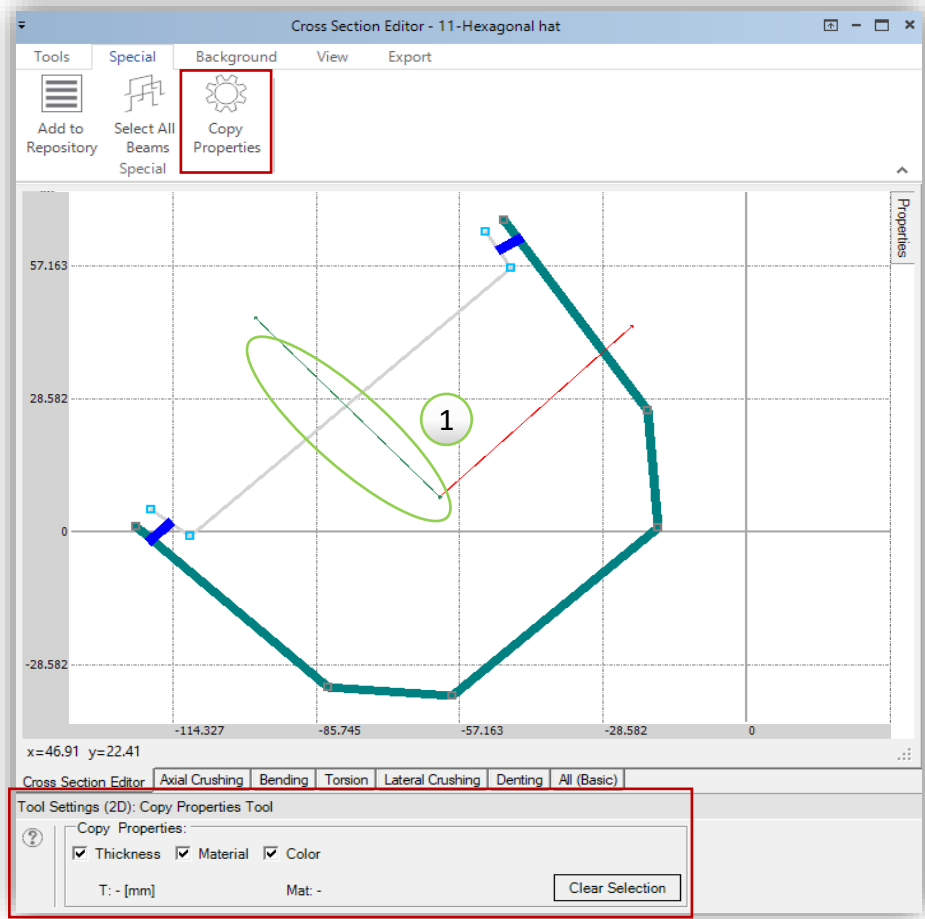 Cross Section Editor - 11-Hexagonal hat
Tools Special Background View Export
Add to Repository
Select All Beams
Copy Properties
Special
Properties
57.163
28.582
0
-28.582
1
-114.327 -85.745 -57.163 -28.582 0
x=46.91 y=22.41
Cross Section Editor Axial Crushing Bending Torsion Lateral Crushing Denting All (Basic)
Tool Settings (2D): Copy Properties Tool
Copy Properties:
Thickness Material Color
T: - [mm] Mat: - Clear Selection